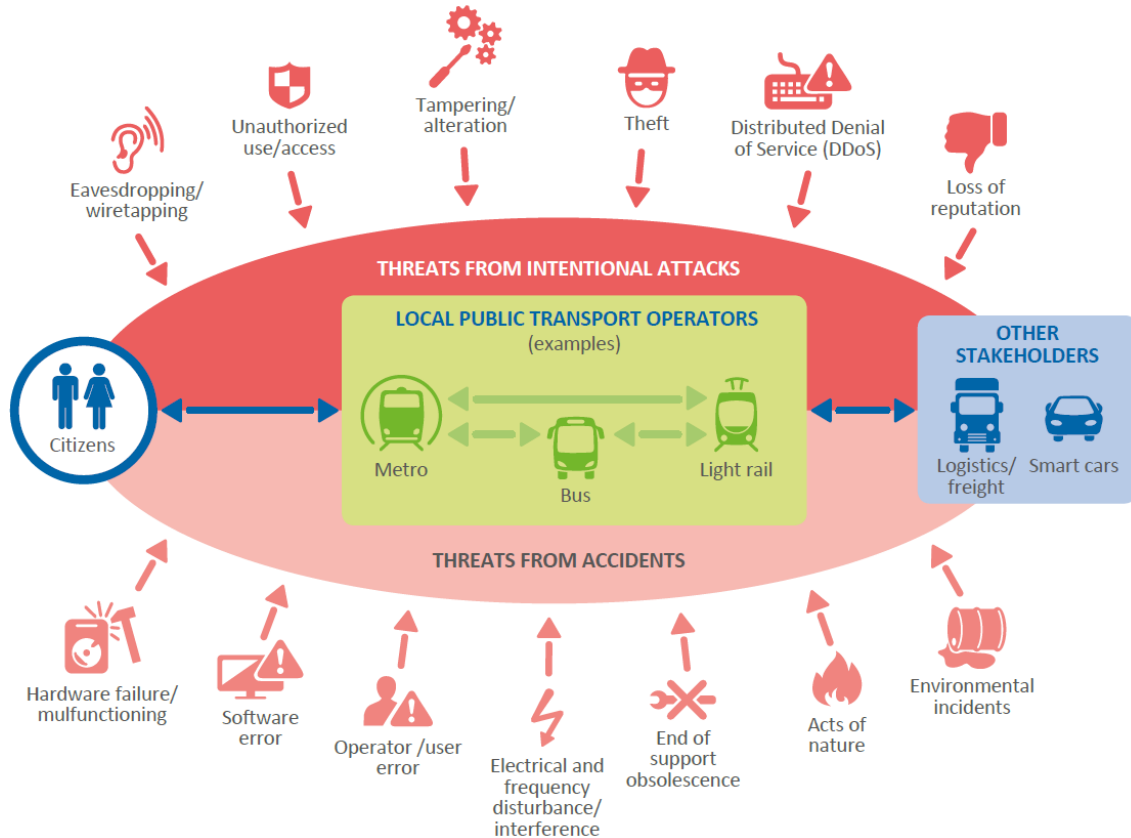 Eavesdropping/
wiretapping
Unauthorized
use/access
Tampering/
alteration
Theft
Distributed Denial
of Service (DDoS)
Loss of
reputation
THREATS FROM INTENTIONAL ATTACKS
LOCAL PUBLIC TRANSPORT OPERATORS
(examples)
OTHER
STAKEHOLDERS
Citizens
Metro
Bus
Light rail
Logistics/
freight
Smart cars
THREATS FROM ACCIDENTS
Hardware failure/
mulfunctioning
Software
error
Operator /user
error
Electrical and
frequency
disturbance/
interference
End of
support
obsolescence
Acts of
nature
Environmental
incidents